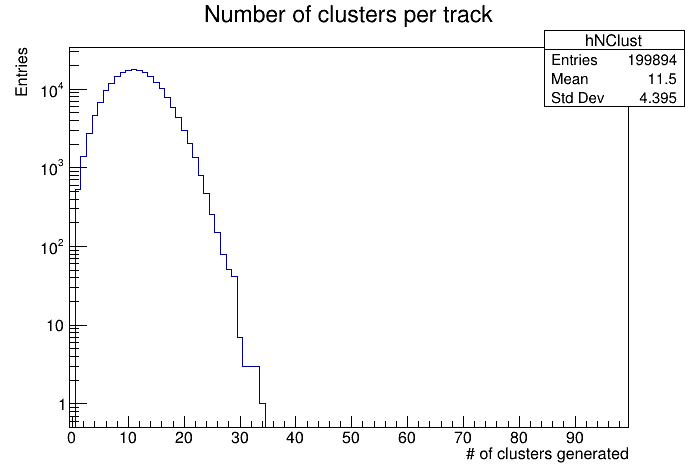 Number of clusters per track
hNClust
Entries 199894
Mean 11.5
Std Dev 4.395
Entries
10^4
10^3
10^2
10
1
0 10 20 30 40 50 60 70 80 90
# of clusters generated